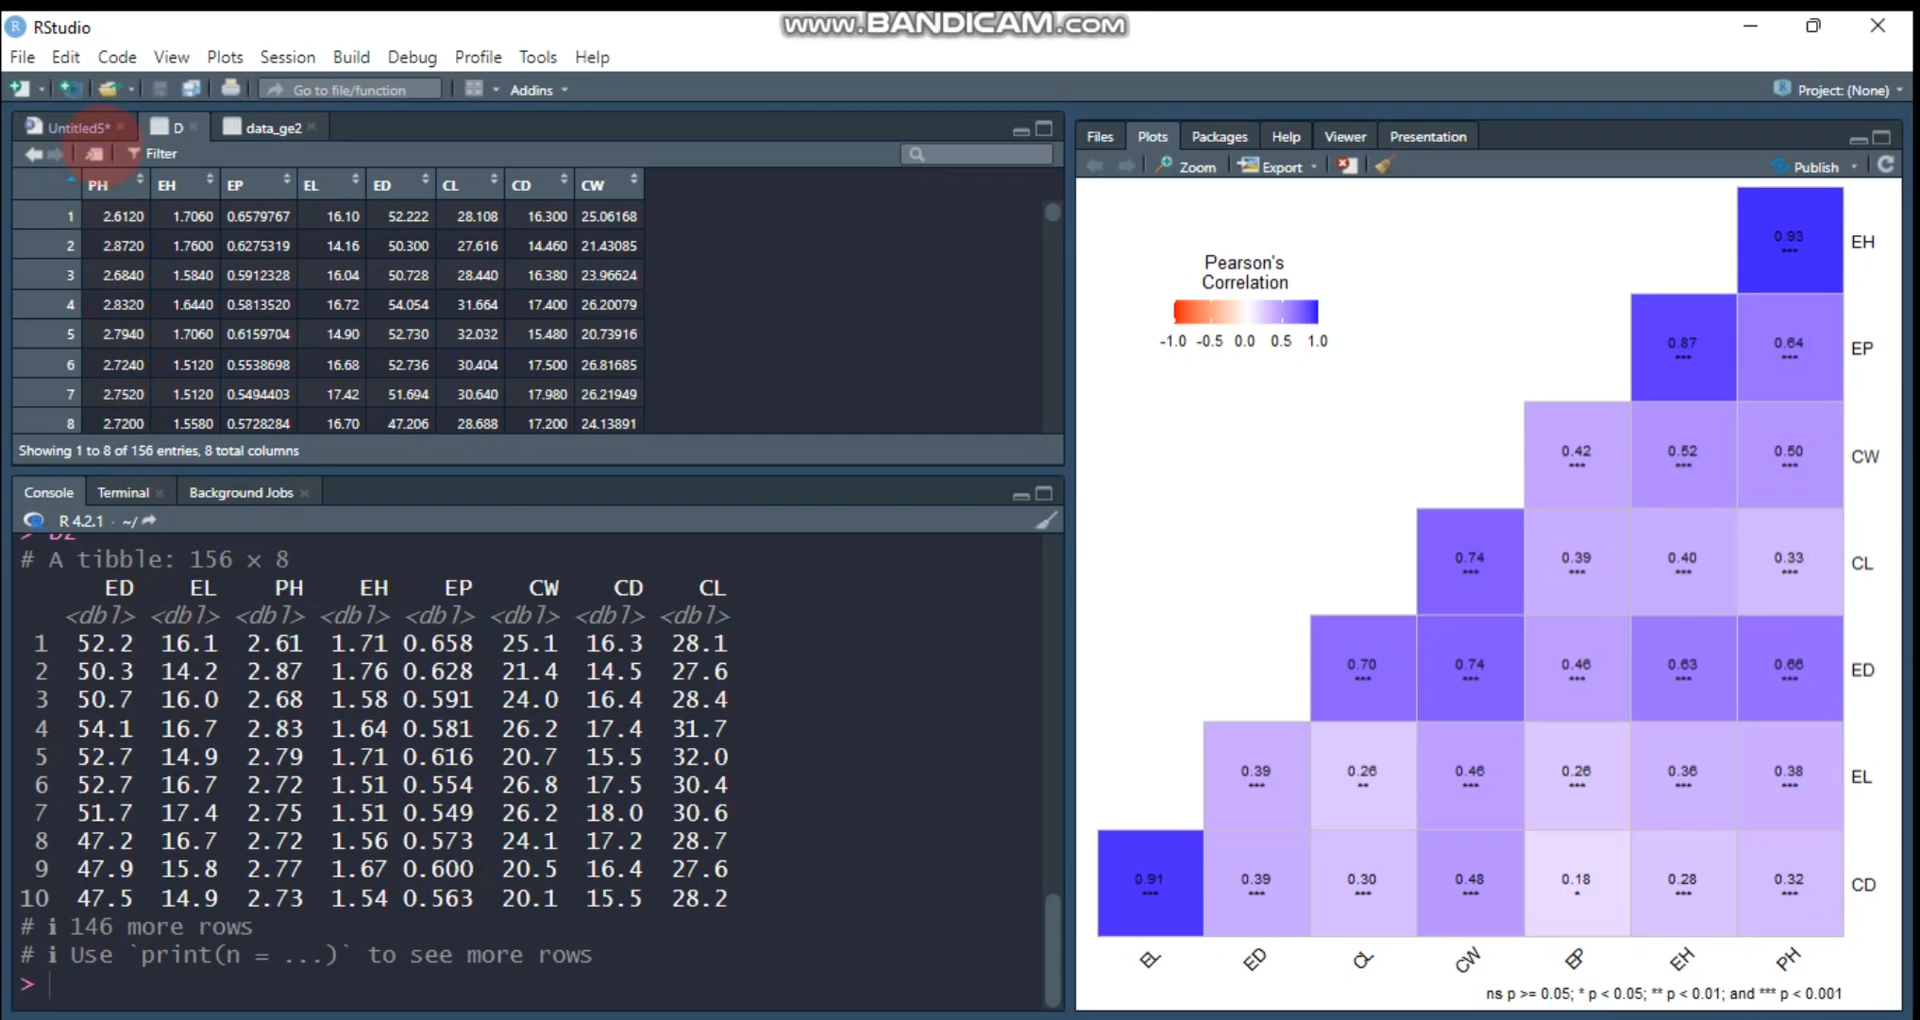 www.BANDICAM.com
RStudio
File Edit Code View Plots Session Build Debug Profile Tools Help
Go to file/function Addins Project: (None)
Untitled5* D data_ge2
Filter
PH EH EP EL ED CL CD CW
1 2.6120 1.7060 0.6579767 16.10 52.222 28.108 16.300 25.06168
2 2.8720 1.7600 0.6275319 14.16 50.300 27.616 14.460 21.43085
3 2.6840 1.5840 0.5912328 16.04 50.728 28.440 16.380 23.96624
4 2.8320 1.6440 0.5813520 16.72 54.054 31.664 17.400 26.20079
5 2.7940 1.7060 0.6159704 14.90 52.730 32.032 15.480 20.73916
6 2.7240 1.5120 0.5538698 16.68 52.736 30.404 17.500 26.81685
7 2.7520 1.5120 0.5494403 17.42 51.694 30.640 17.980 26.21949
8 2.7200 1.5580 0.5728284 16.70 47.206 28.688 17.200 24.13891
Showing 1 to 8 of 156 entries, 8 total columns
Console Terminal Background Jobs
R 4.2.1 · ~/
> D2
# A tibble: 156 × 8
ED EL PH EH EP CW CD CL
<dbl> <dbl> <dbl> <dbl> <dbl> <dbl> <dbl> <dbl>
1 52.2 16.1 2.61 1.71 0.658 25.1 16.3 28.1
2 50.3 14.2 2.87 1.76 0.628 21.4 14.5 27.6
3 50.7 16.0 2.68 1.58 0.591 24.0 16.4 28.4
4 54.1 16.7 2.83 1.64 0.581 26.2 17.4 31.7
5 52.7 14.9 2.79 1.71 0.616 20.7 15.5 32.0
6 52.7 16.7 2.72 1.51 0.554 26.8 17.5 30.4
7 51.7 17.4 2.75 1.51 0.549 26.2 18.0 30.6
8 47.2 16.7 2.72 1.56 0.573 24.1 17.2 28.7
9 47.9 15.8 2.77 1.67 0.600 20.5 16.4 27.6
10 47.5 14.9 2.73 1.54 0.563 20.1 15.5 28.2
# ℹ 146 more rows
# ℹ Use `print(n = ...)` to see more rows
>
Files Plots Packages Help Viewer Presentation
Zoom Export Publish
Pearson's
Correlation
-1.0 -0.5 0.0 0.5 1.0
0.93 EH
***
0.87 0.64 EP
*** ***
0.42 0.52 0.50 CW
*** *** ***
0.74 0.39 0.40 0.33 CL
*** *** *** ***
0.70 0.74 0.46 0.63 0.66 ED
*** *** *** *** ***
0.39 0.26 0.46 0.26 0.36 0.38 EL
*** ** *** *** *** ***
0.91 0.39 0.30 0.48 0.18 0.28 0.32 CD
*** *** *** *** * *** ***
EL ED CL CW EP EH PH
ns p >= 0.05; * p < 0.05; ** p < 0.01; and *** p < 0.001